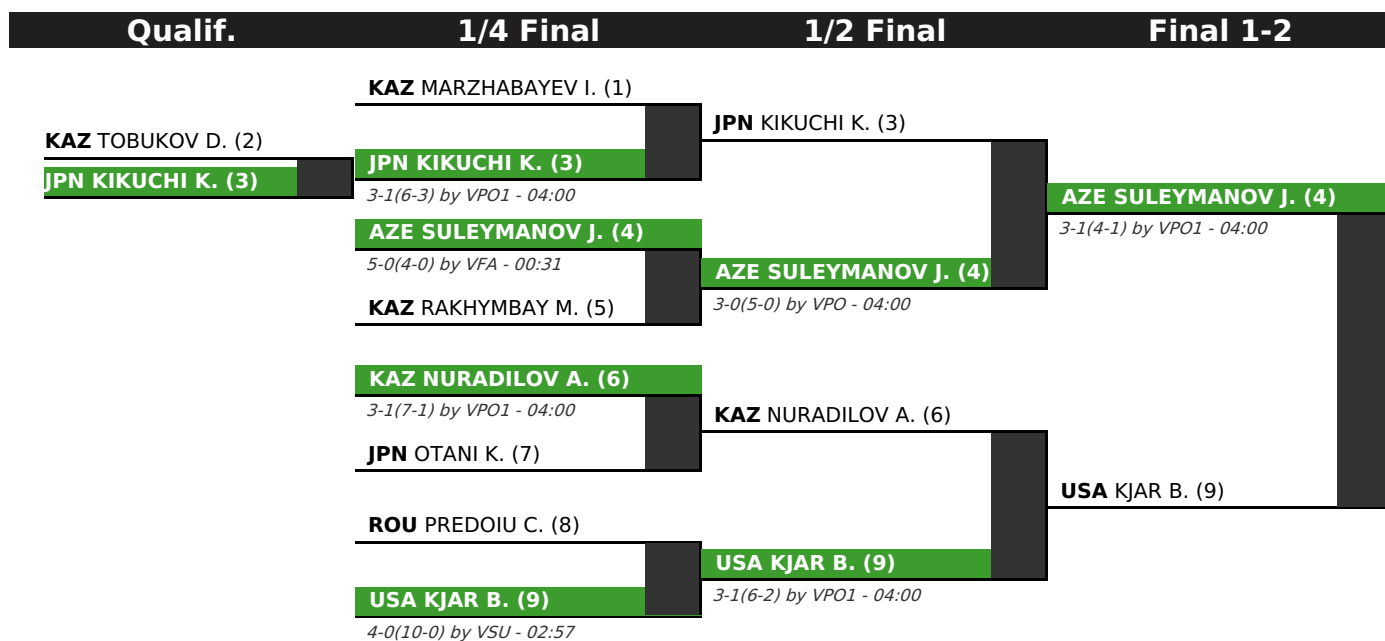 Qualif.
1/4 Final
1/2 Final
Final 1-2
KAZ TOBUKOV D. (2)
JPN KIKUCHI K. (3)
KAZ MARZHABAYEV I. (1)
JPN KIKUCHI K. (3)
3-1(6-3) by VPO1 - 04:00
AZE SULEYMANOV J. (4)
5-0(4-0) by VFA - 00:31
KAZ RAKHYMBAY M. (5)
KAZ NURADILOV A. (6)
3-1(7-1) by VPO1 - 04:00
JPN OTANI K. (7)
ROU PREDOIU C. (8)
USA KJAR B. (9)
4-0(10-0) by VSU - 02:57
JPN KIKUCHI K. (3)
AZE SULEYMANOV J. (4)
3-0(5-0) by VPO - 04:00
KAZ NURADILOV A. (6)
USA KJAR B. (9)
3-1(6-2) by VPO1 - 04:00
AZE SULEYMANOV J. (4)
3-1(4-1) by VPO1 - 04:00
USA KJAR B. (9)